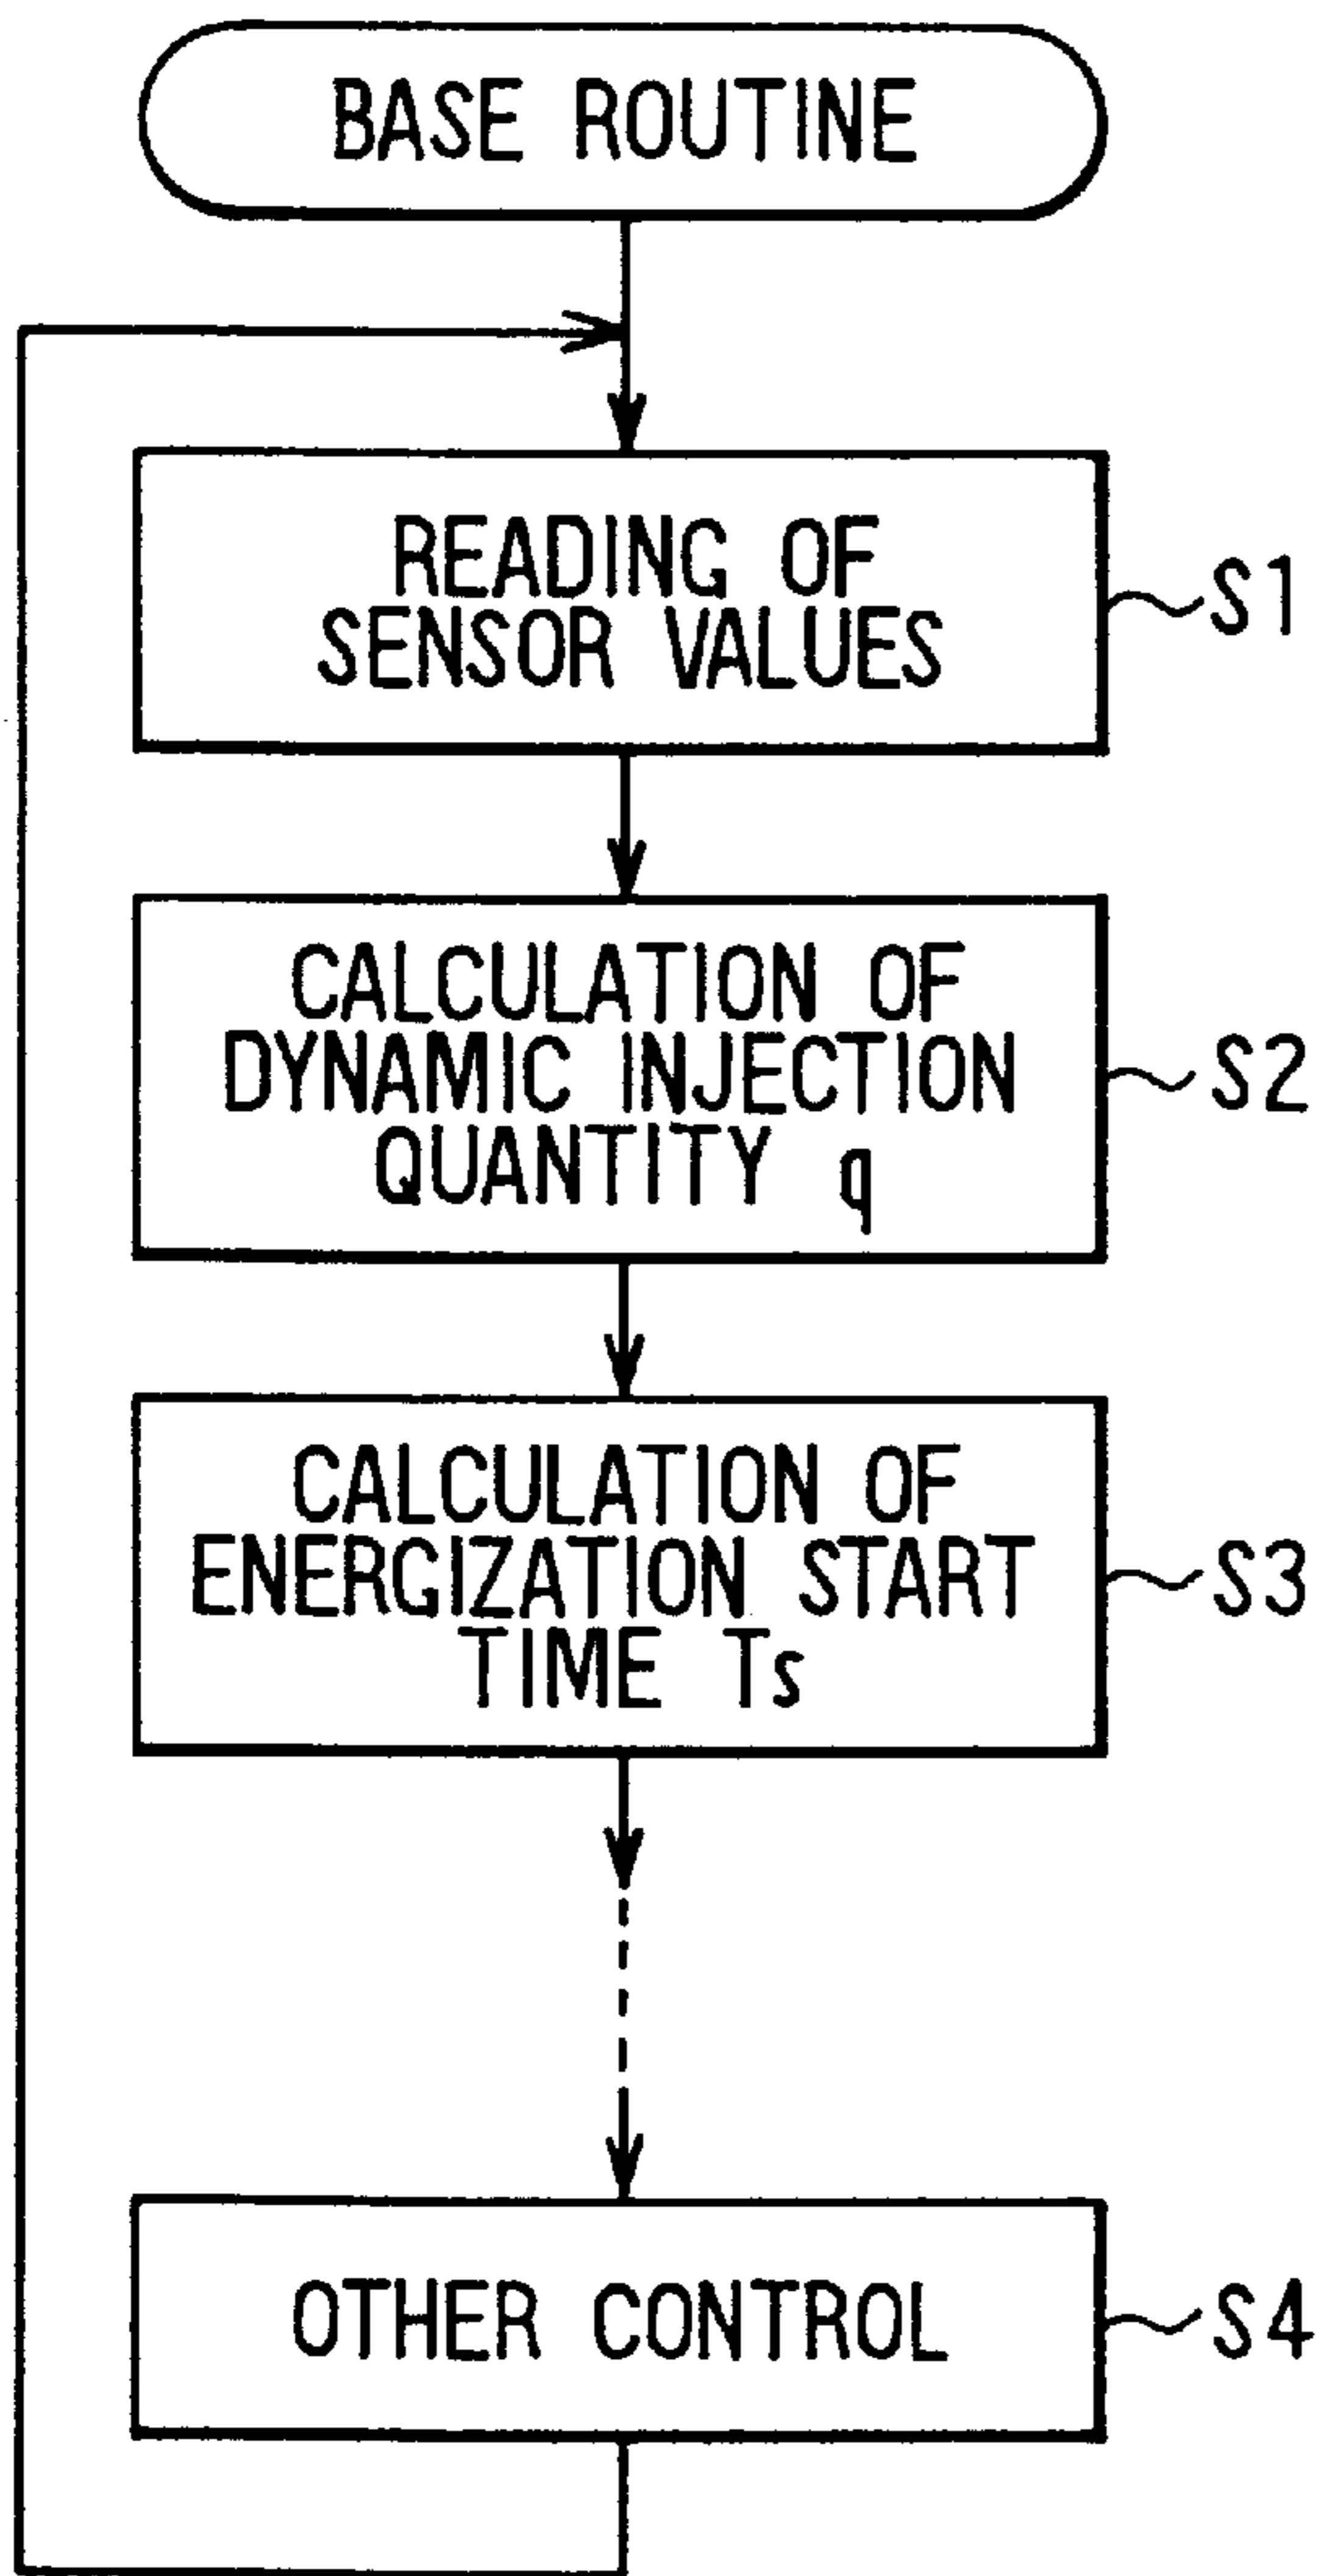 BASE ROUTINE
READING OF
SENSOR VALUES
S1
CALCULATION OF
DYNAMIC INJECTION
QUANTITY q
S2
CALCULATION OF
ENERGIZATION START
TIME Ts
S3
OTHER CONTROL
S4